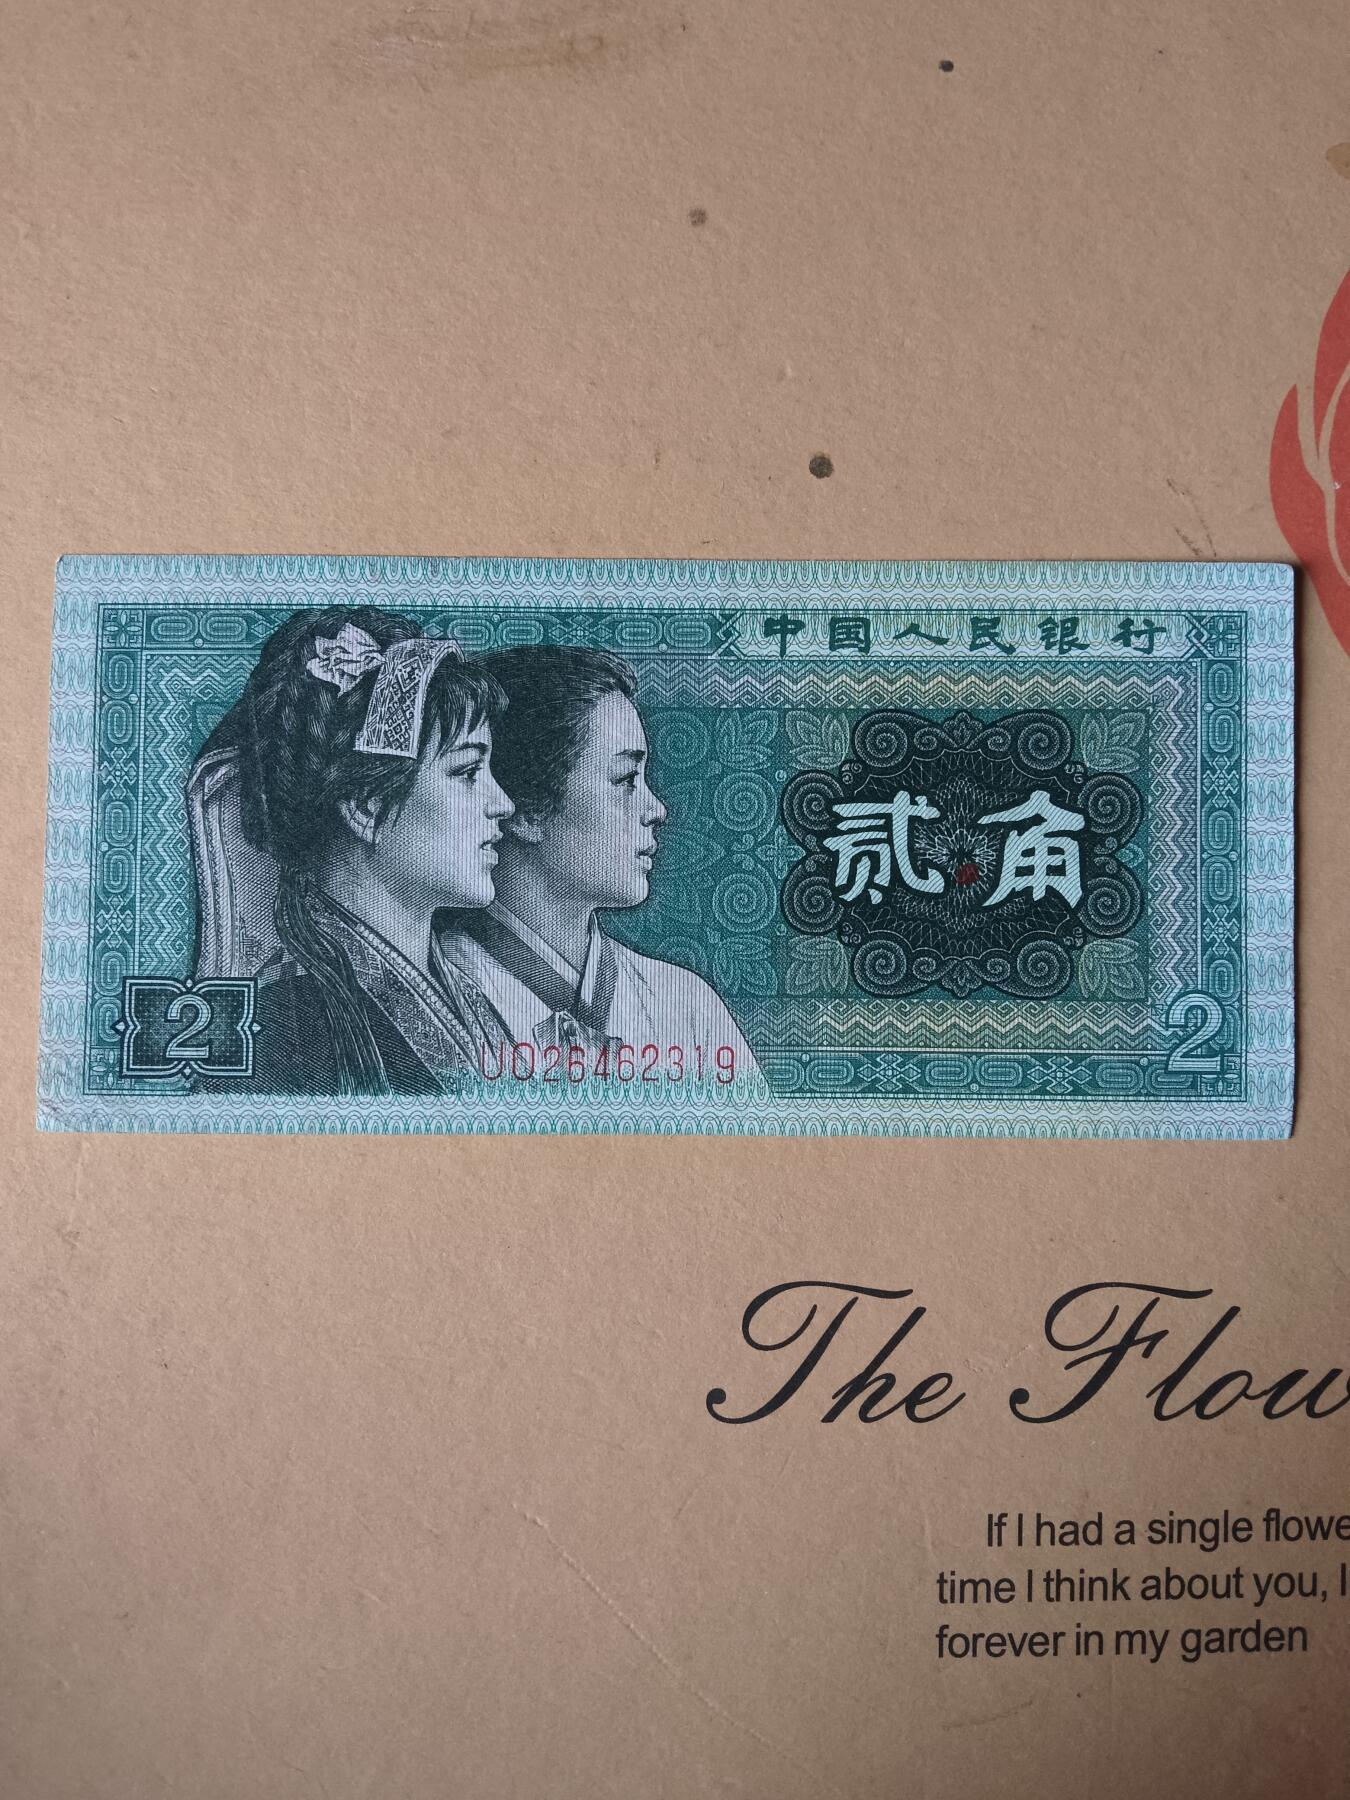 中国人民银行
贰角
2
2
UO26462319
The Flow
If I had a single flowe
time I think about you, I
forever in my garden